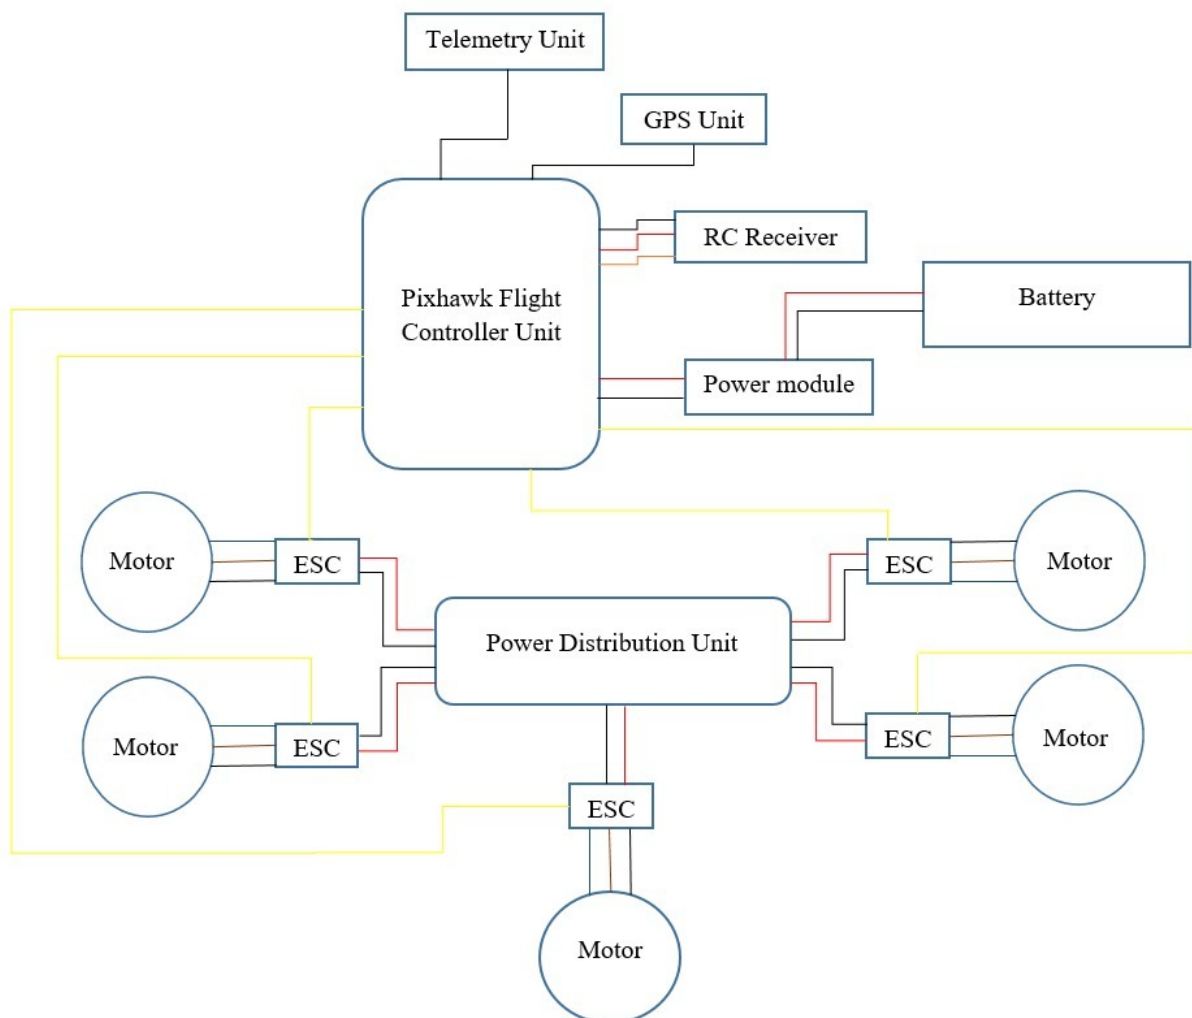 Telemetry Unit
GPS Unit
RC Receiver
Pixhawk Flight
Controller Unit
Battery
Power module
Motor
ESC
ESC
Motor
Power Distribution Unit
Motor
ESC
ESC
Motor
ESC
Motor